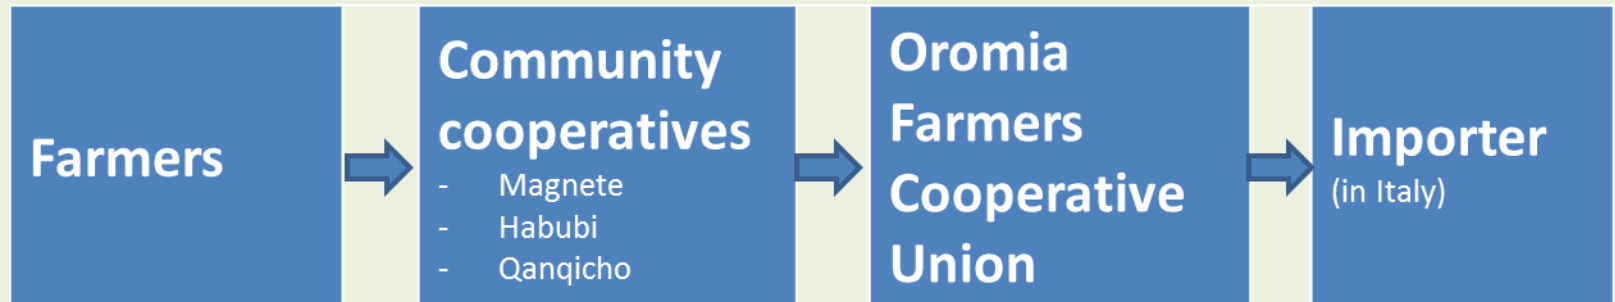 Farmers
Community
cooperatives
- Magnete
- Habubi
- Qanqicho
Oromia
Farmers
Cooperative
Union
Importer
(in Italy)